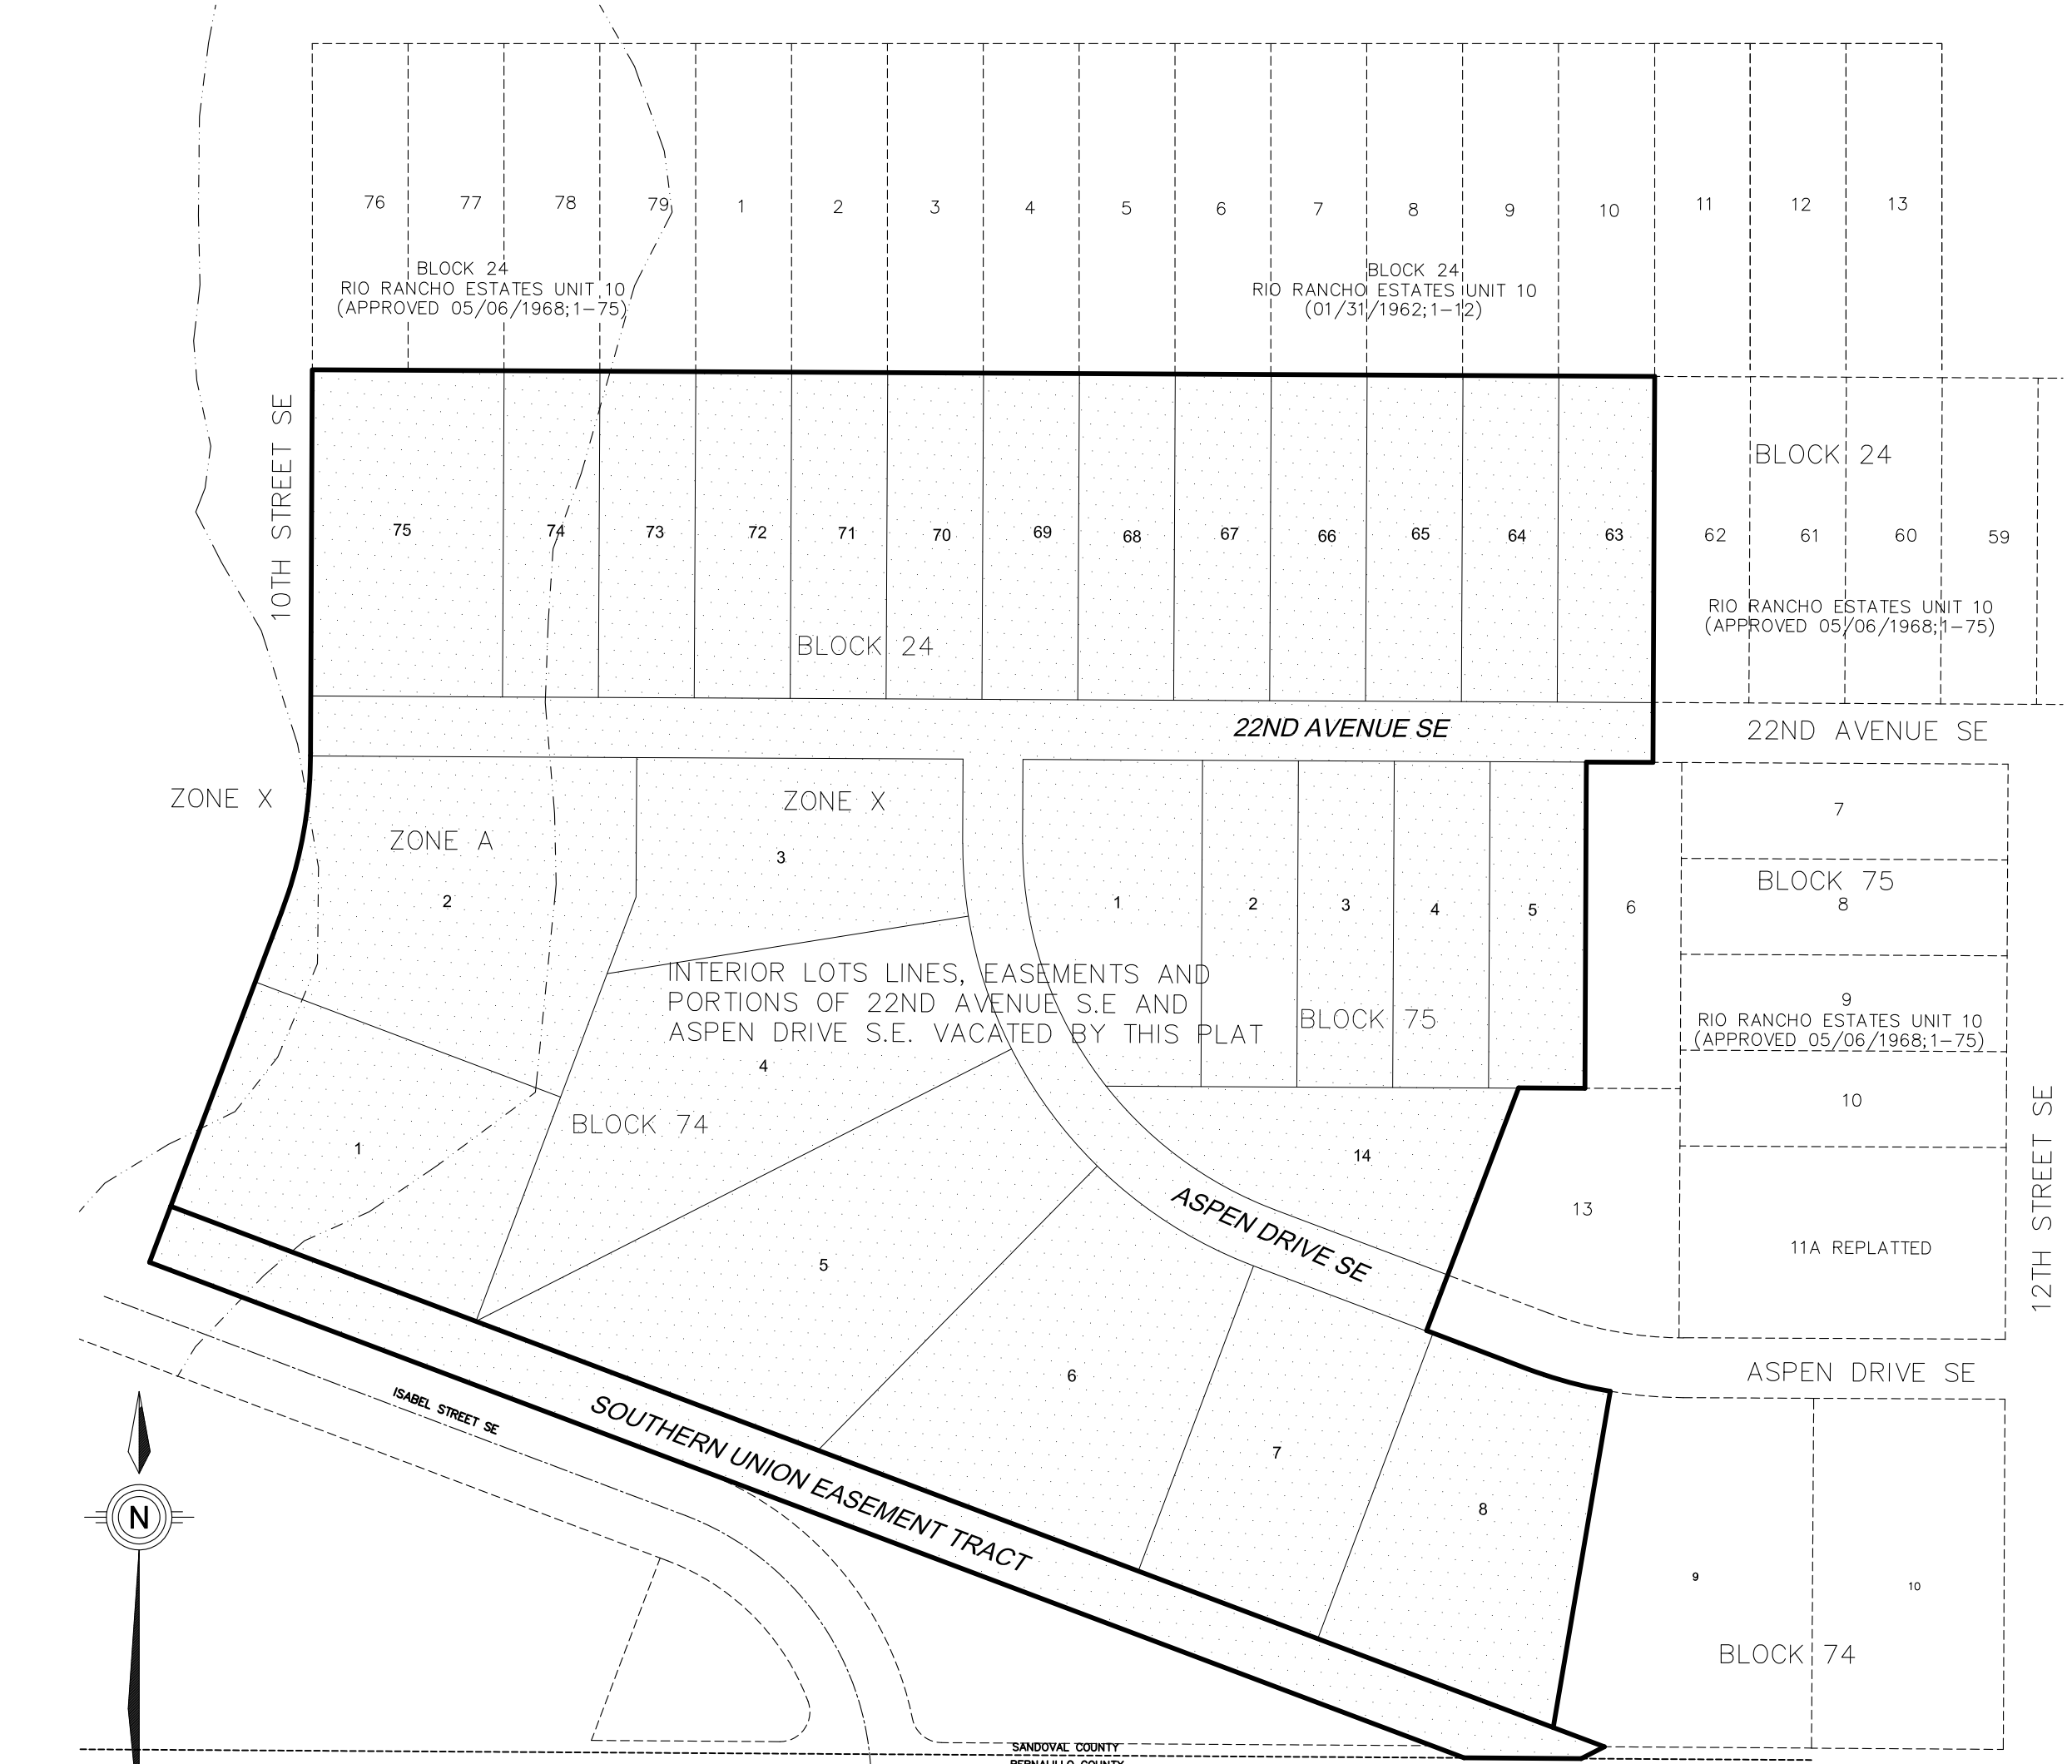 76 77 78 79 1 2 3 4 5 6 7 8 9 10 11 12 13
BLOCK 24
RIO RANCHO ESTATES UNIT 10
(APPROVED 05/06/1968;1-75)
BLOCK 24
RIO RANCHO ESTATES UNIT 10
(01/31/1962;1-12)
10TH STREET SE
75 74 73 72 71 70 69 68 67 66 65 64 63
BLOCK 24
BLOCK 24
62 61 60 59
RIO RANCHO ESTATES UNIT 10
(APPROVED 05/06/1968;1-75)
22ND AVENUE SE
22ND AVENUE SE
ZONE X
ZONE A
ZONE X
2
3
1 2 3 4 5
6
7
BLOCK 75
8
9
RIO RANCHO ESTATES UNIT 10
(APPROVED 05/06/1968;1-75)
10
11A REPLATTED
12TH STREET SE
INTERIOR LOTS LINES, EASEMENTS AND
PORTIONS OF 22ND AVENUE S.E AND
ASPEN DRIVE S.E. VACATED BY THIS PLAT
BLOCK 75
4
BLOCK 74
1
14
13
ASPEN DRIVE SE
ASPEN DRIVE SE
5
6
7
8
ISABEL STREET SE
SOUTHERN UNION EASEMENT TRACT
N
9
10
BLOCK 74
SANDOVAL COUNTY